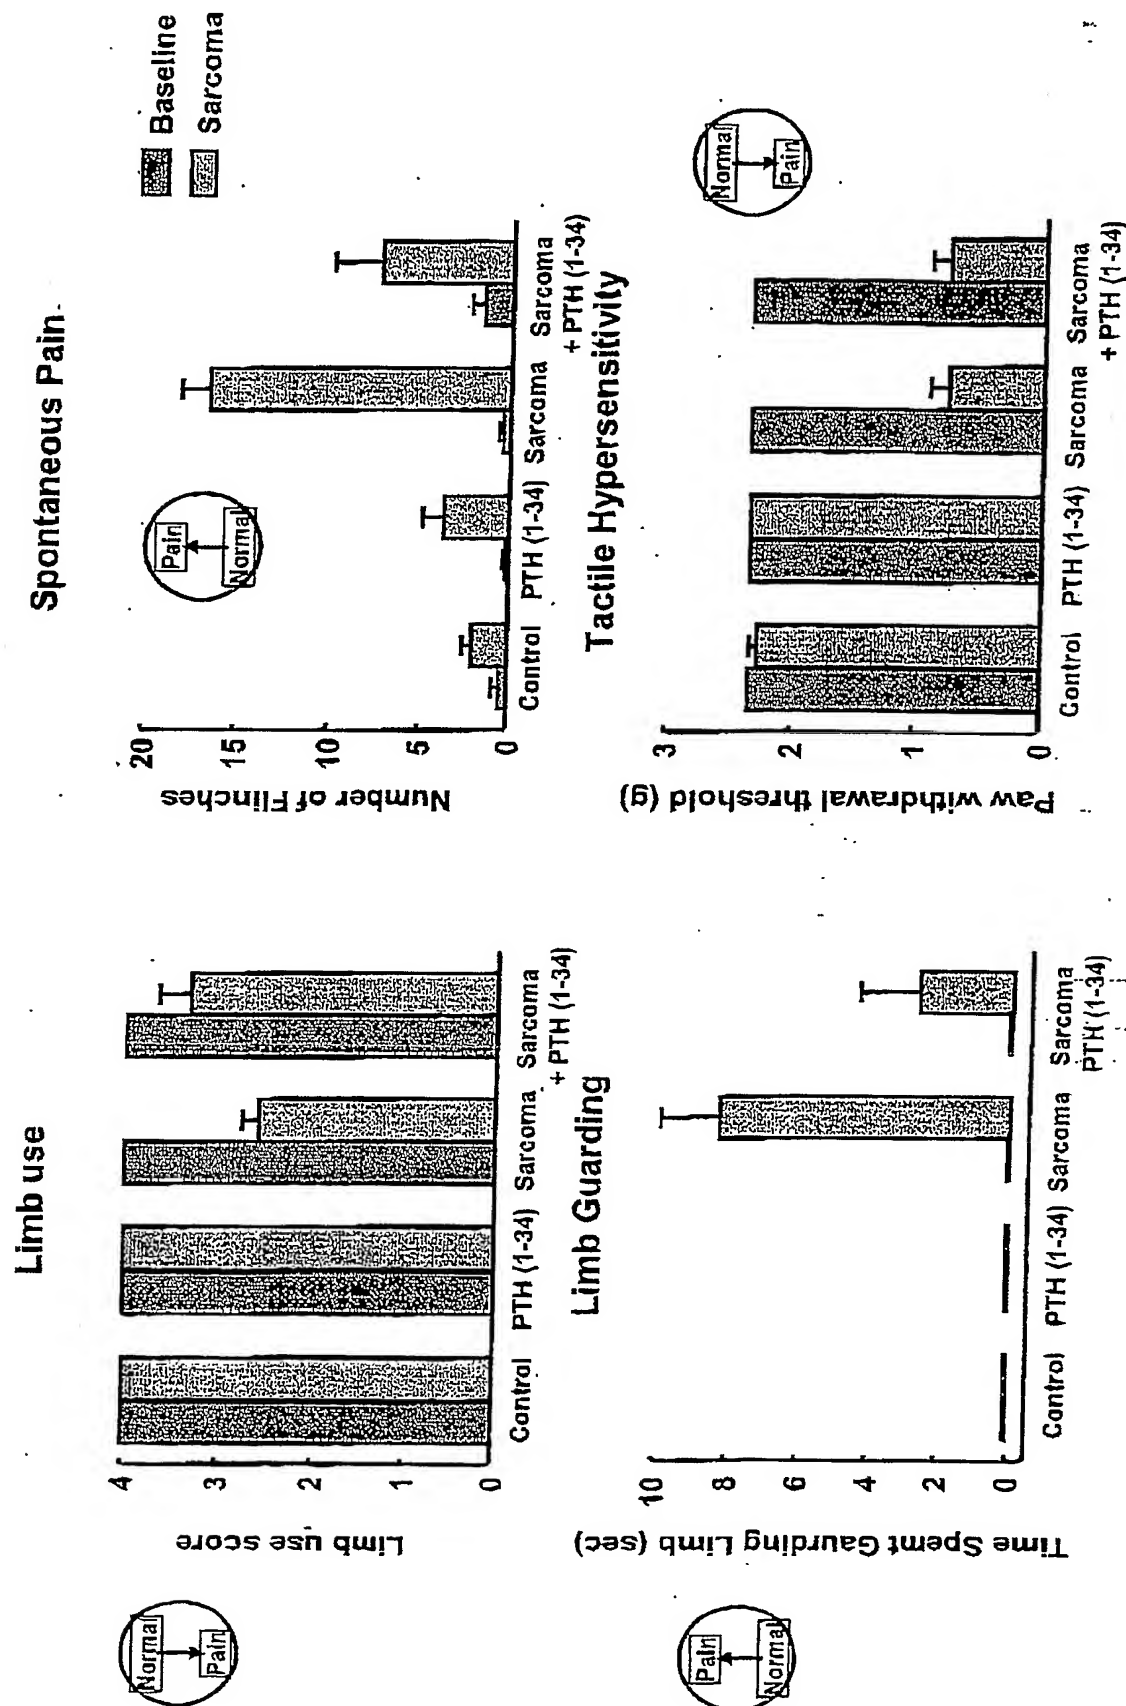 Limb use
Normal
Pain
Limb use score
4
3
2
1
0
Control PTH (1-34) Sarcoma Sarcoma
+ PTH (1-34)
Spontaneous Pain
Baseline
Sarcoma
Pain
Normal
Number of Flinches
20
15
10
5
0
Control PTH (1-34) Sarcoma Sarcoma
+ PTH (1-34)
Limb Guarding
Pain
Normal
Time Spemt Gaurding Limb (sec)
10
8
6
4
2
0
Control PTH (1-34) Sarcoma Sarcoma
PTH (1-34)
Tactile Hypersensitivity
Normal
Pain
Paw withdrawal threshold (g)
3
2
1
0
Control PTH (1-34) Sarcoma Sarcoma
+ PTH (1-34)